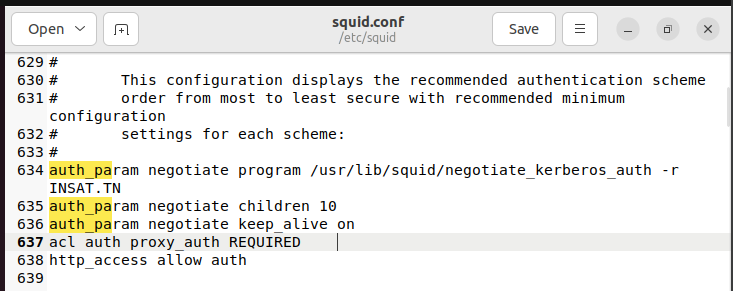 Open
squid.conf
/etc/squid
Save
629 #
630 #       This configuration displays the recommended authentication scheme
631 #       order from most to least secure with recommended minimum
configuration
632 #       settings for each scheme:
633 #
634 auth_param negotiate program /usr/lib/squid/negotiate_kerberos_auth -r
INSAT.TN
635 auth_param negotiate children 10
636 auth_param negotiate keep_alive on
637 acl auth proxy_auth REQUIRED
638 http_access allow auth
639